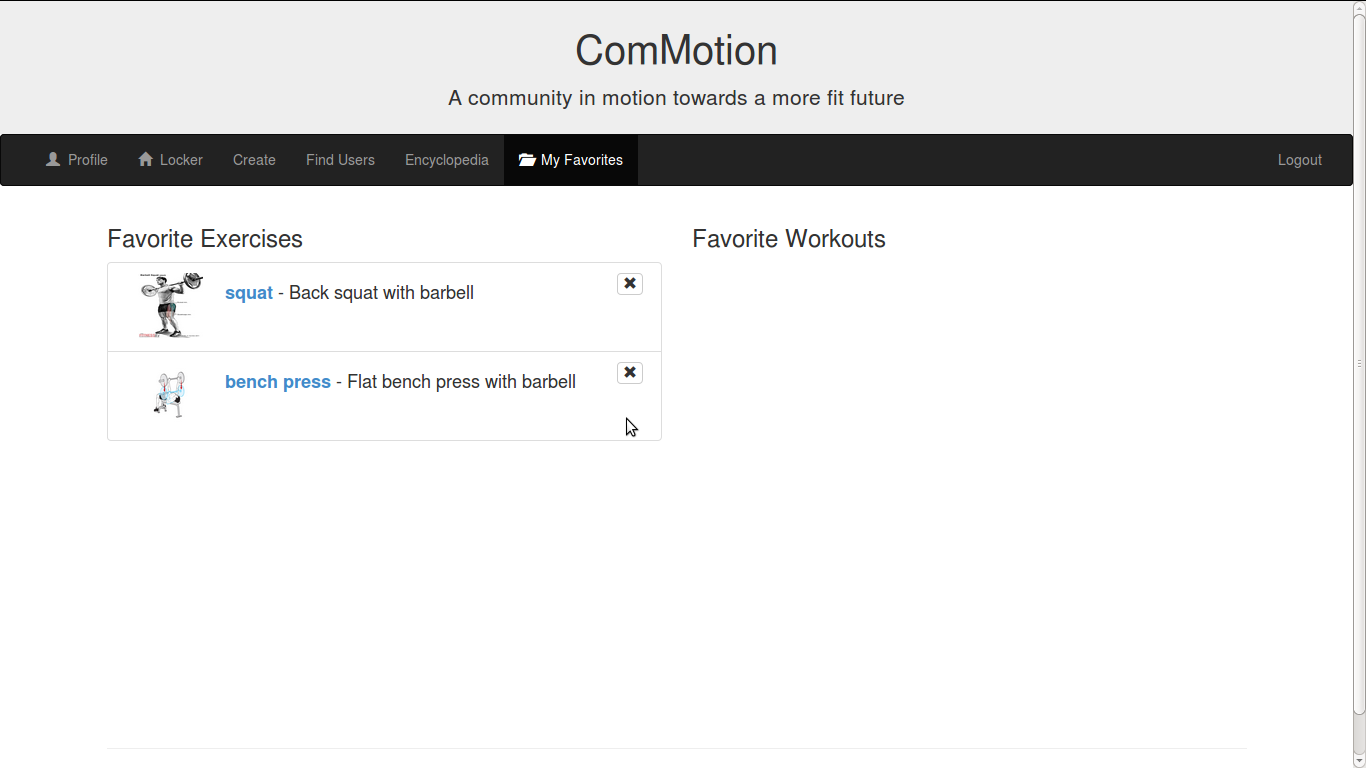 ComMotion
A community in motion towards a more fit future
Profile Locker Create Find Users Encyclopedia My Favorites Logout
Favorite Exercises
squat - Back squat with barbell
bench press - Flat bench press with barbell
Favorite Workouts